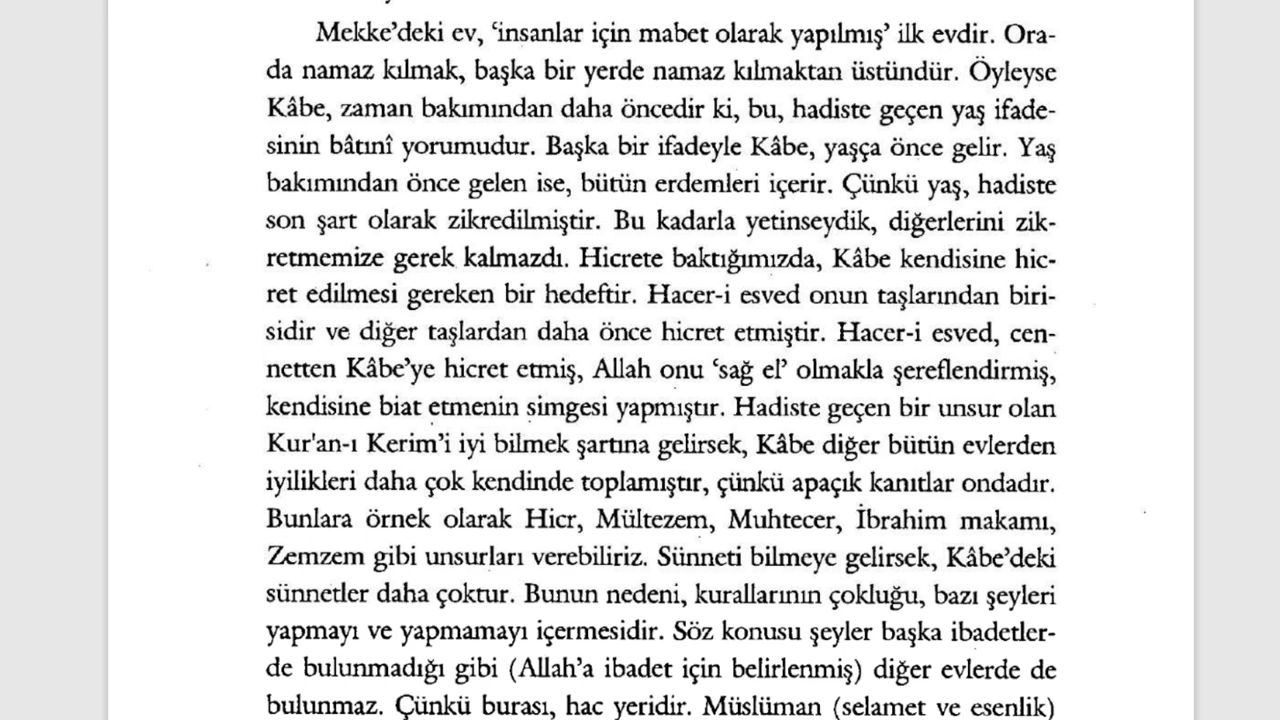 Mekke'deki ev, 'insanlar için mabet olarak yapılmış' ilk evdir. Ora-
da namaz kılmak, başka bir yerde namaz kılmaktan üstündür. Öyleyse
Kâbe, zaman bakımından daha öncedir ki, bu, hadiste geçen yaş ifade-
sinin bâtınî yorumudur. Başka bir ifadeyle Kâbe, yaşça önce gelir. Yaş
bakımından önce gelen ise, bütün erdemleri içerir. Çünkü yaş, hadiste
son şart olarak zikredilmiştir. Bu kadarla yetinseydik, diğerlerini zik-
retmemize gerek kalmazdı. Hicrete baktığımızda, Kâbe kendisine hic-
ret edilmesi gereken bir hedeftir. Hacer-i esved onun taşlarından biri-
sidir ve diğer taşlardan daha önce hicret etmiştir. Hacer-i esved, cen-
netten Kâbe'ye hicret etmiş, Allah onu 'sağ el' olmakla şereflendirmiş,
kendisine biat etmenin simgesi yapmıştır. Hadiste geçen bir unsur olan
Kur'an-ı Kerim'i iyi bilmek şartına gelirsek, Kâbe diğer bütün evlerden
iyilikleri daha çok kendinde toplamıştır, çünkü apaçık kanıtlar ondadır.
Bunlara örnek olarak Hicr, Mültezem, Muhtecer, İbrahim makamı,
Zemzem gibi unsurları verebiliriz. Sünneti bilmeye gelirsek, Kâbe'deki
sünnetler daha çoktur. Bunun nedeni, kurallarının çokluğu, bazı şeyleri
yapmayı ve yapmamayı içermesidir. Söz konusu şeyler başka ibadetler-
de bulunmadığı gibi (Allah'a ibadet için belirlenmiş) diğer evlerde de
bulunmaz. Çünkü burası, hac yeridir. Müslüman (selamet ve esenlik)